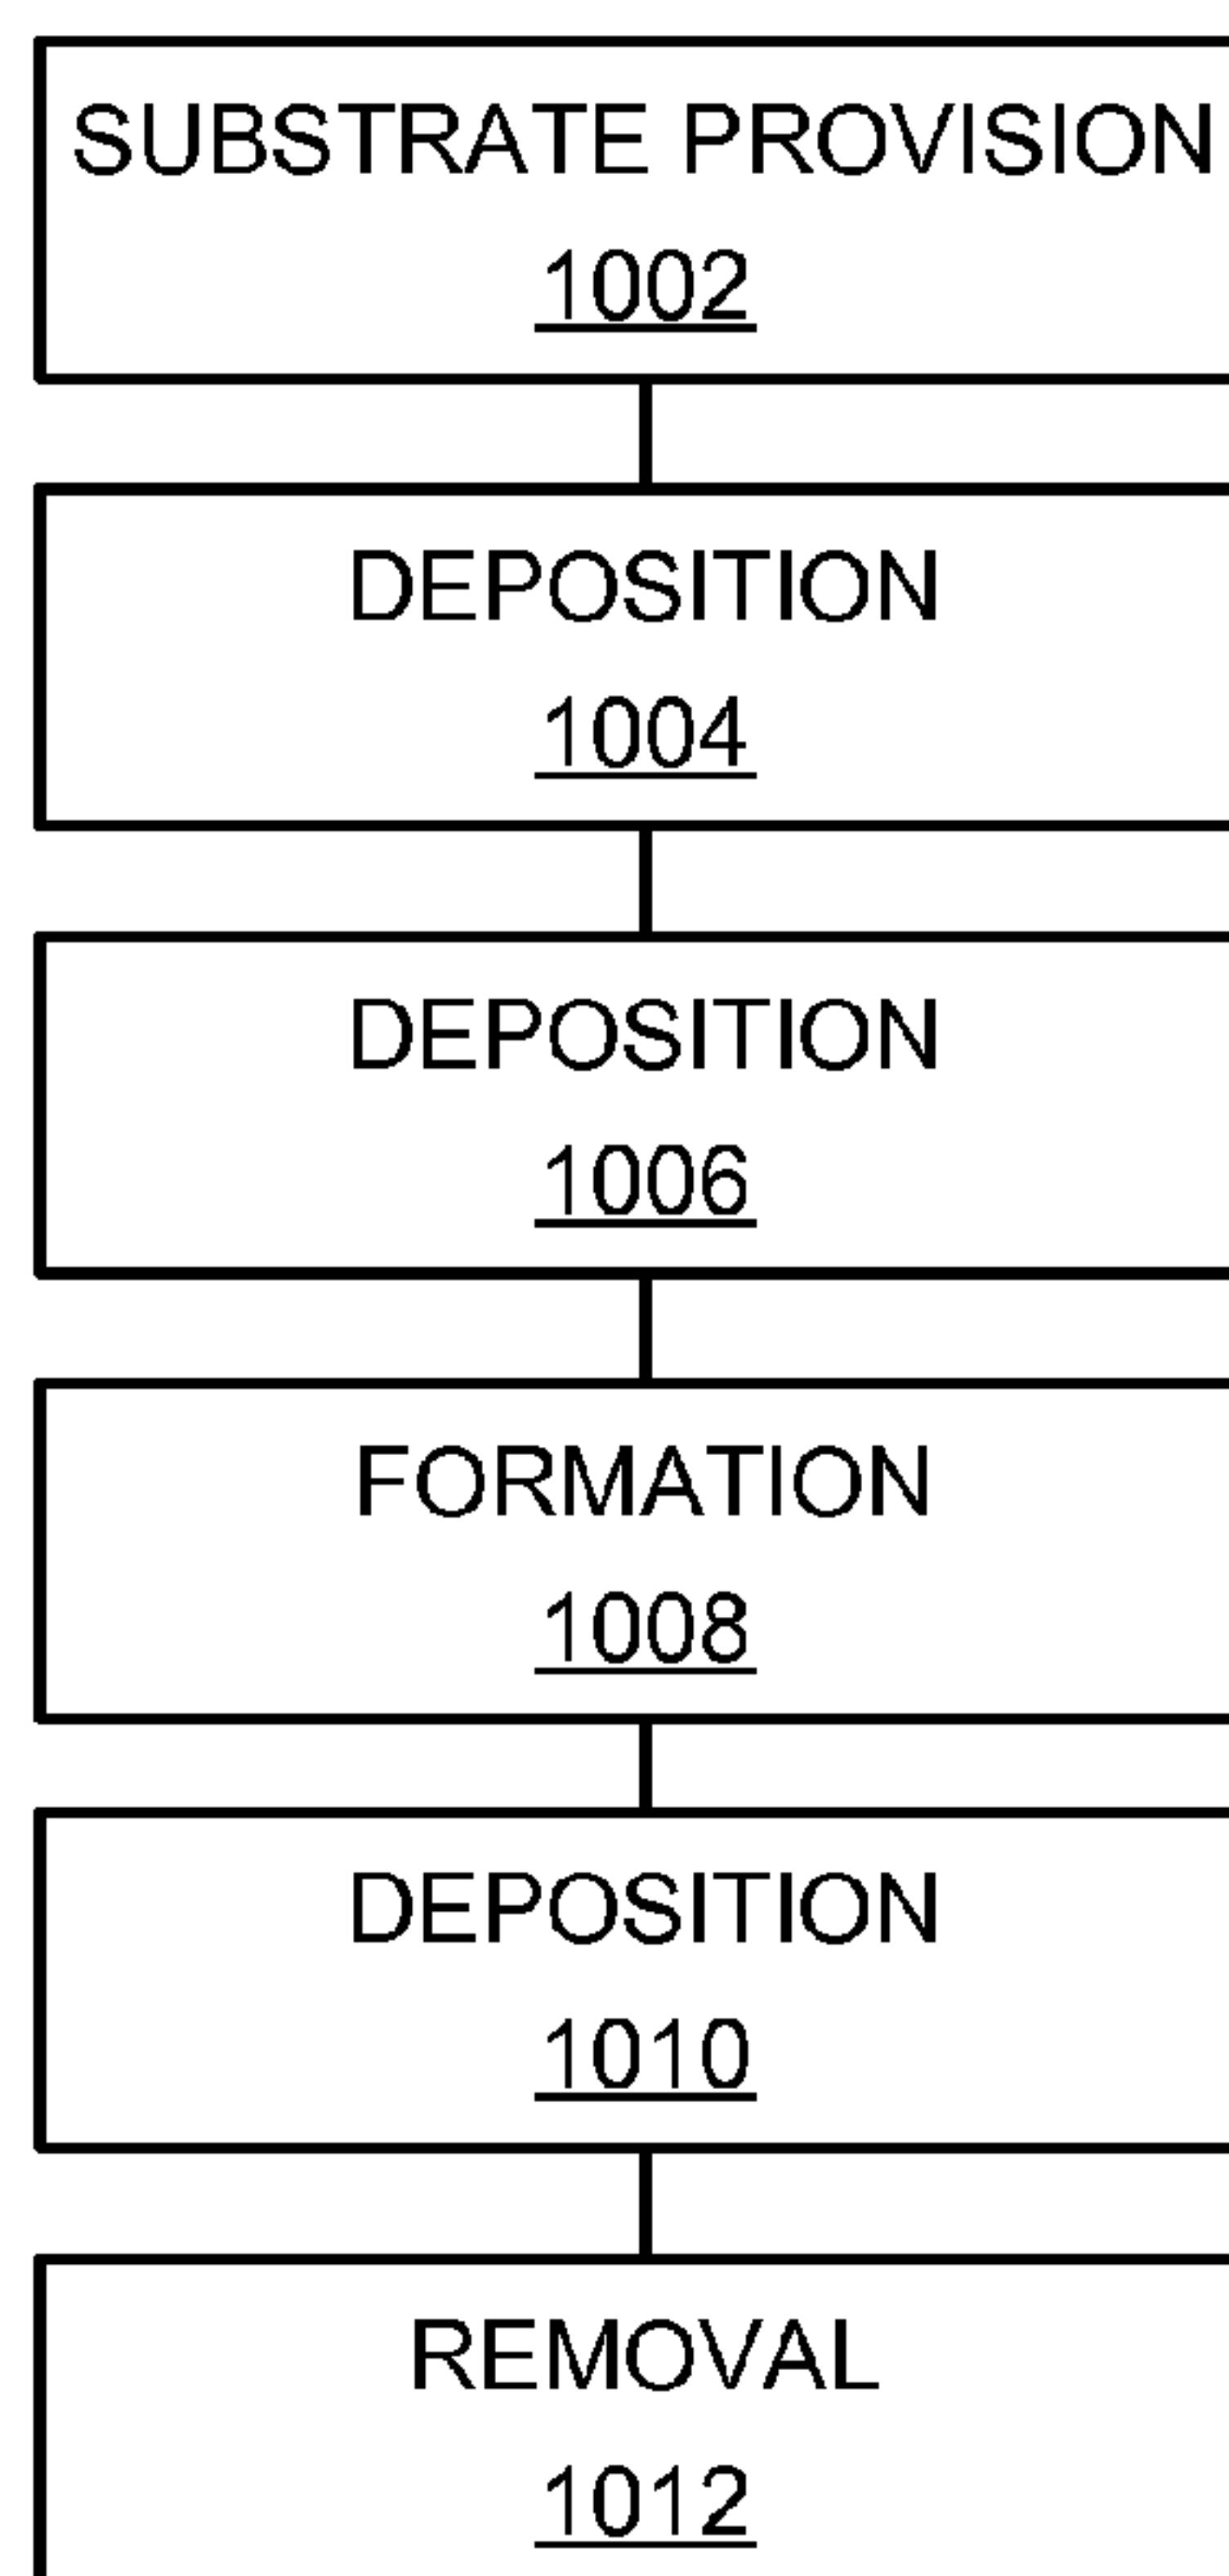 SUBSTRATE PROVISION
1002
DEPOSITION
1004
DEPOSITION
1006
FORMATION
1008
DEPOSITION
1010
REMOVAL
1012